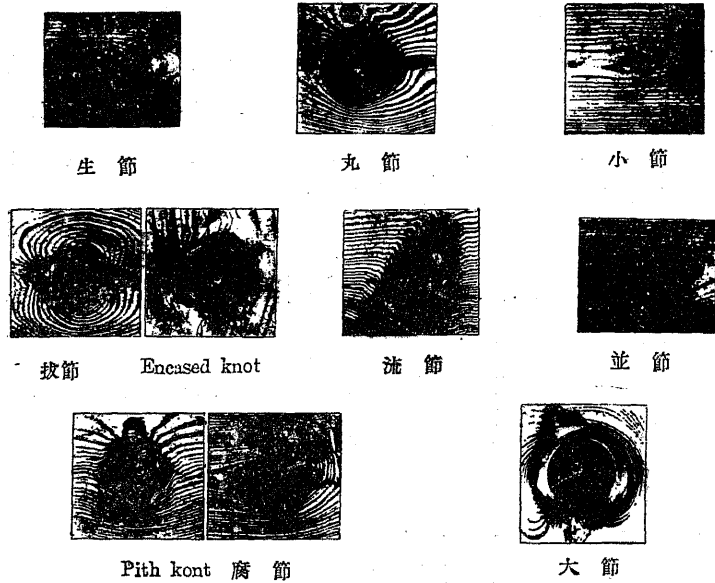 生節 丸節 小節
拔節 Encased knot 流節 並節
Pith kont 腐節 大節